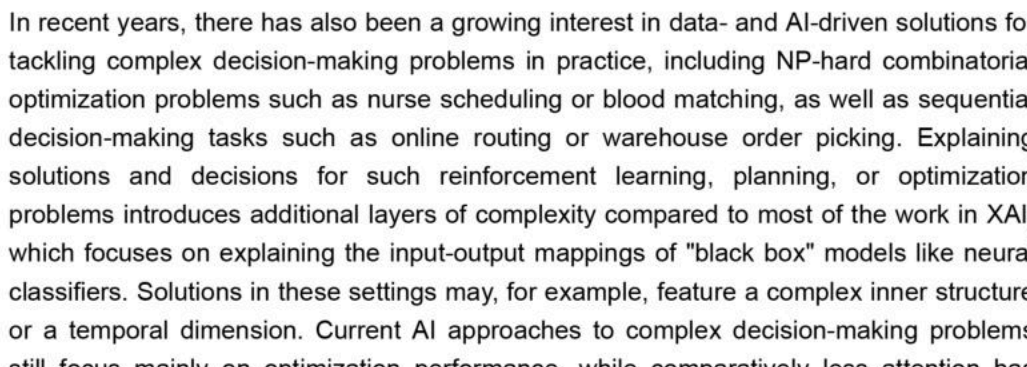 In recent years, there has also been a growing interest in data- and AI-driven solutions fo
tackling complex decision-making problems in practice, including NP-hard combinatoria
optimization problems such as nurse scheduling or blood matching, as well as sequentia
decision-making tasks such as online routing or warehouse order picking. Explaining
solutions and decisions for such reinforcement learning, planning, or optimization
problems introduces additional layers of complexity compared to most of the work in XAI
which focuses on explaining the input-output mappings of "black box" models like neura
classifiers. Solutions in these settings may, for example, feature a complex inner structure
or a temporal dimension. Current AI approaches to complex decision-making problems
still focus mainly on optimization performance, while comparatively less attention has